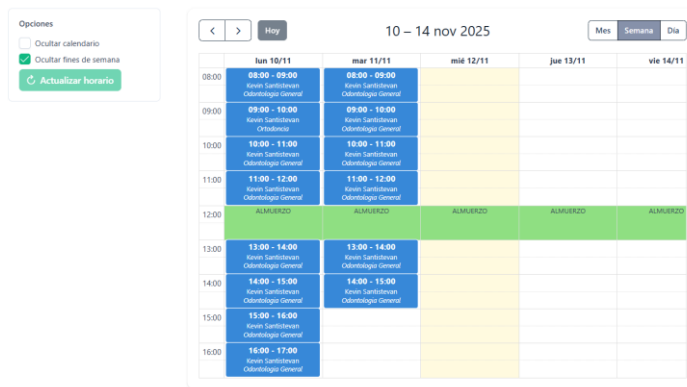 Opciones
Ocultar calendario
Ocultar fines de semana
Actualizar horario
Hoy
10 – 14 nov 2025
Mes Semana Día
lun 10/11 mar 11/11 mié 12/11 jue 13/11 vie 14/11
08:00
08:00 - 09:00
Kevin Santistevan
Odontologia General
08:00 - 09:00
Kevin Santistevan
Odontologia General
09:00
09:00 - 10:00
Kevin Santistevan
Ortadoncia
09:00 - 10:00
Kevin Santistevan
Odontologia General
10:00
10:00 - 11:00
Kevin Santistevan
Odontologia General
10:00 - 11:00
Kevin Santistevan
Odontologia General
11:00
11:00 - 12:00
Kevin Santistevan
Odontologia General
11:00 - 12:00
Kevin Santistevan
Odontologia General
12:00
ALMUERZO ALMUERZO ALMUERZO ALMUERZO ALMUERZO
13:00
13:00 - 14:00
Kevin Santistevan
Odontologia General
13:00 - 14:00
Kevin Santistevan
Odontologia General
14:00
14:00 - 15:00
Kevin Santistevan
Odontologia General
14:00 - 15:00
Kevin Santistevan
Odontologia General
15:00
15:00 - 16:00
Kevin Santistevan
Odontologia General
16:00
16:00 - 17:00
Kevin Santistevan
Odontologia General